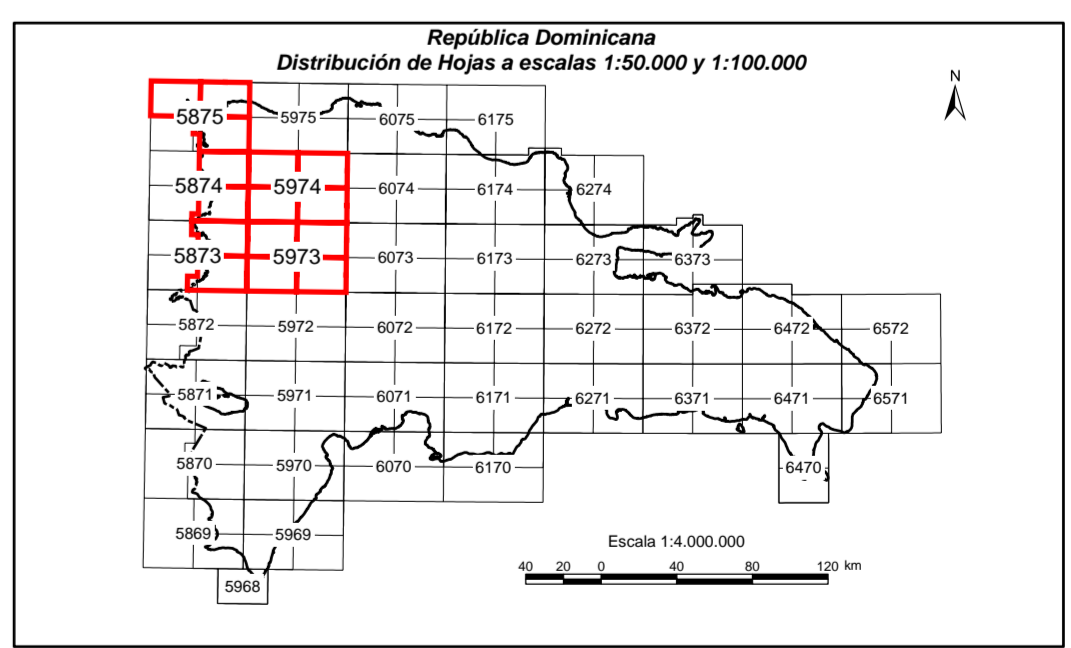 República Dominicana
Distribución de Hojas a escalas 1:50.000 y 1:100.000
N
5875 5975 6075 6175
5874 5974 6074 6174 6274
5873 5973 6073 6173 6273 6373
5872 5972 6072 6172 6272 6372 6472 6572
5871 5971 6071 6171 6271 6371 6471 6571
5870 5970 6070 6170 6470
5869 5969
5968
Escala 1:4.000.000
40 20 0 40 80 120 km